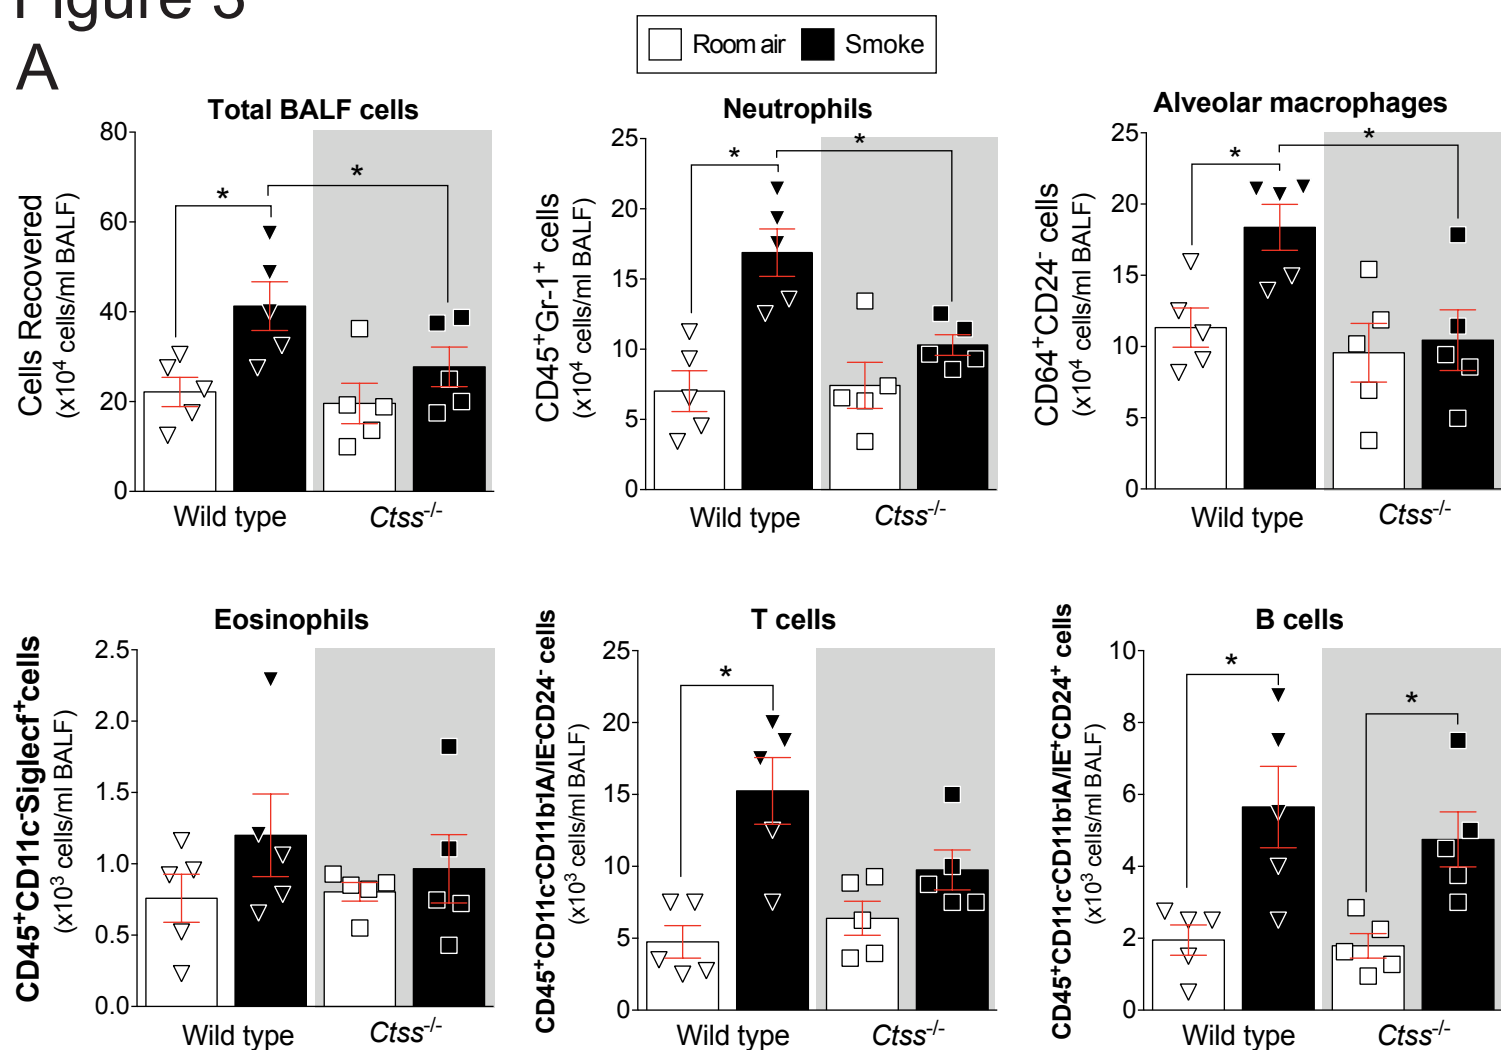 Figure 3
A
Room air Smoke
Total BALF cells
Cells Recovered
(x10⁴ cells/ml BALF)
80
60
40
20
0
* *
Wild type Ctss⁻/⁻
Neutrophils
CD45⁺Gr-1⁺ cells
(x10⁴ cells/ml BALF)
25
20
15
10
5
0
* *
Wild type Ctss⁻/⁻
Alveolar macrophages
CD64⁺CD24⁻ cells
(x10⁴ cells/ml BALF)
25
20
15
10
5
0
* *
Wild type Ctss⁻/⁻
Eosinophils
CD45⁺CD11c⁻Siglecf⁺cells
(x10³ cells/ml BALF)
2.5
2.0
1.5
1.0
0.5
0.0
Wild type Ctss⁻/⁻
T cells
CD45⁺CD11c⁻CD11b⁻IA/IE⁻CD24⁻ cells
(x10³ cells/ml BALF)
25
20
15
10
5
0
*
Wild type Ctss⁻/⁻
B cells
CD45⁺CD11c⁻CD11b⁻IA/IE⁺CD24⁺ cells
(x10³ cells/ml BALF)
10
8
6
4
2
0
* *
Wild type Ctss⁻/⁻